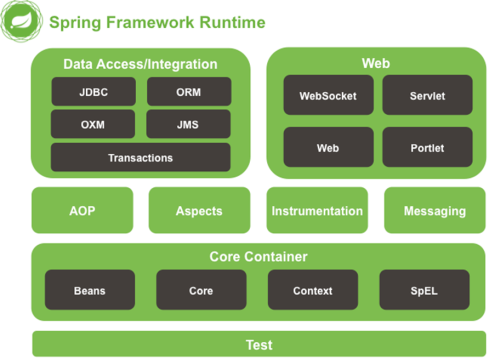 Spring Framework Runtime
Data Access/Integration
JDBC
ORM
OXM
JMS
Transactions
Web
WebSocket
Servlet
Web
Portlet
AOP
Aspects
Instrumentation
Messaging
Core Container
Beans
Core
Context
SpEL
Test